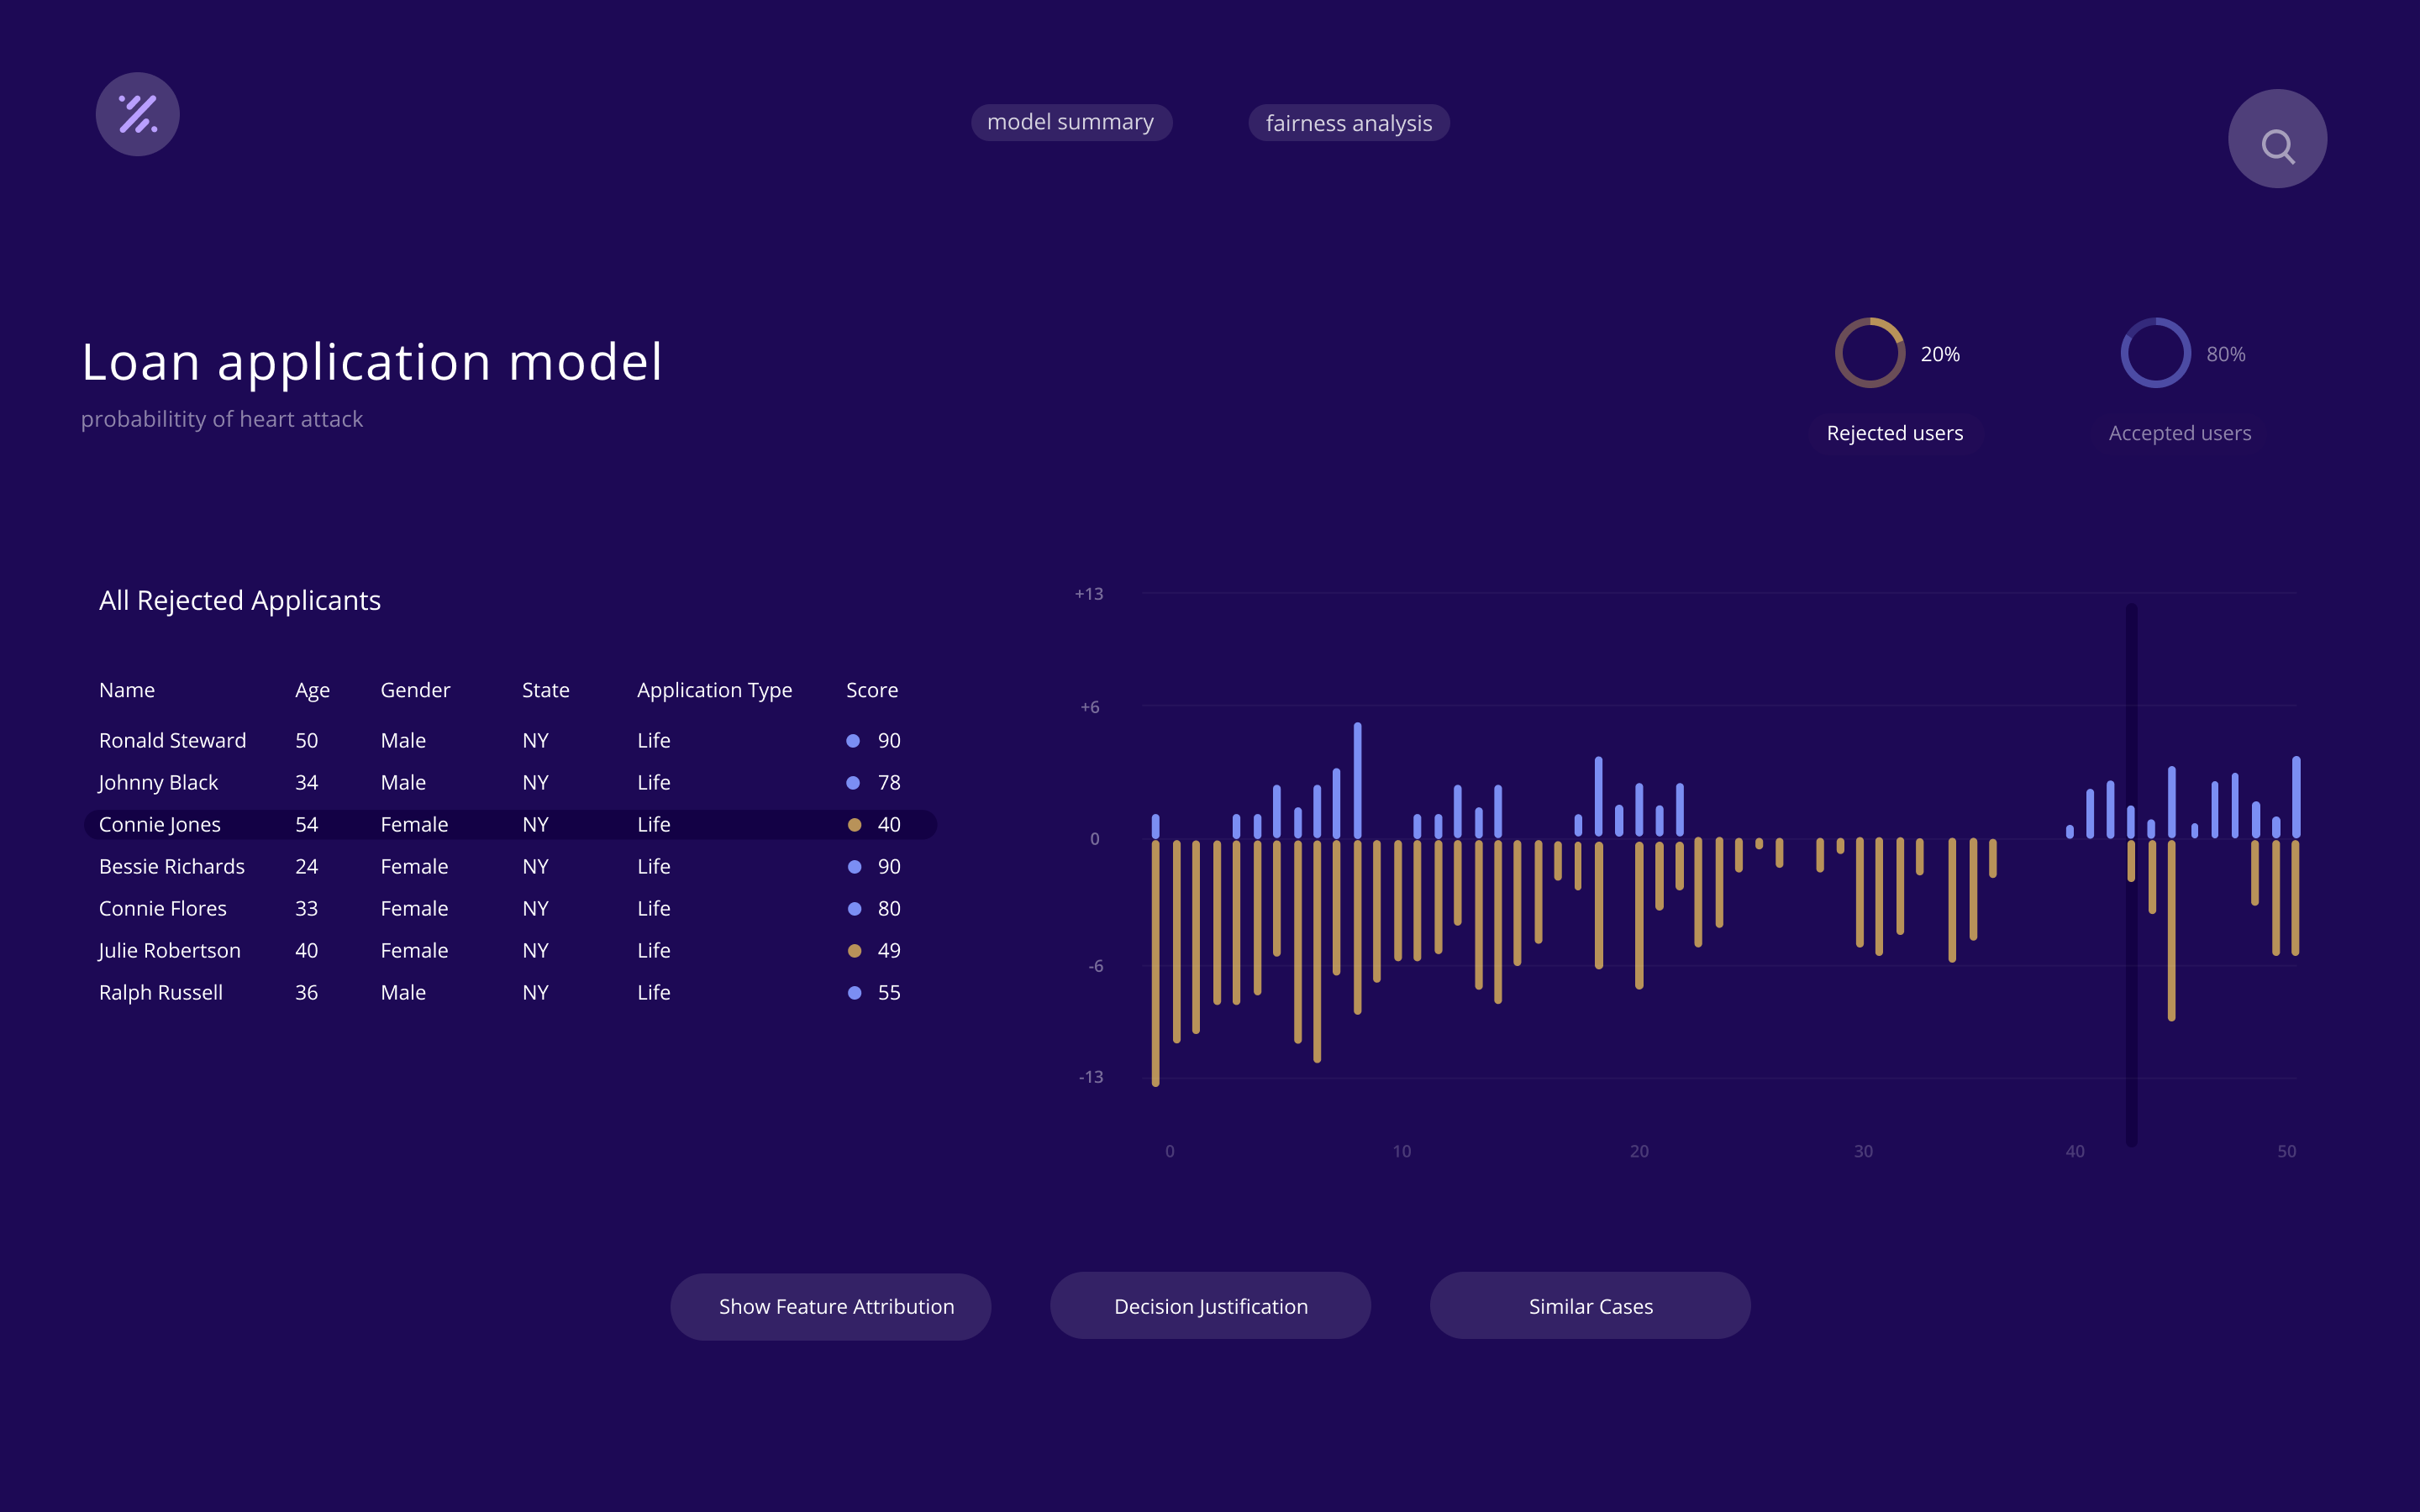 model summary
fairness analysis
Loan application model
probabilitity of heart attack
20%
80%
Rejected users
Accepted users
All Rejected Applicants
Name Age Gender State Application Type Score
Ronald Steward 50 Male NY Life 90
Johnny Black 34 Male NY Life 78
Connie Jones 54 Female NY Life 40
Bessie Richards 24 Female NY Life 90
Connie Flores 33 Female NY Life 80
Julie Robertson 40 Female NY Life 49
Ralph Russell 36 Male NY Life 55
+13
+6
0
-6
-13
0 10 20 30 40 50
Show Feature Attribution
Decision Justification
Similar Cases